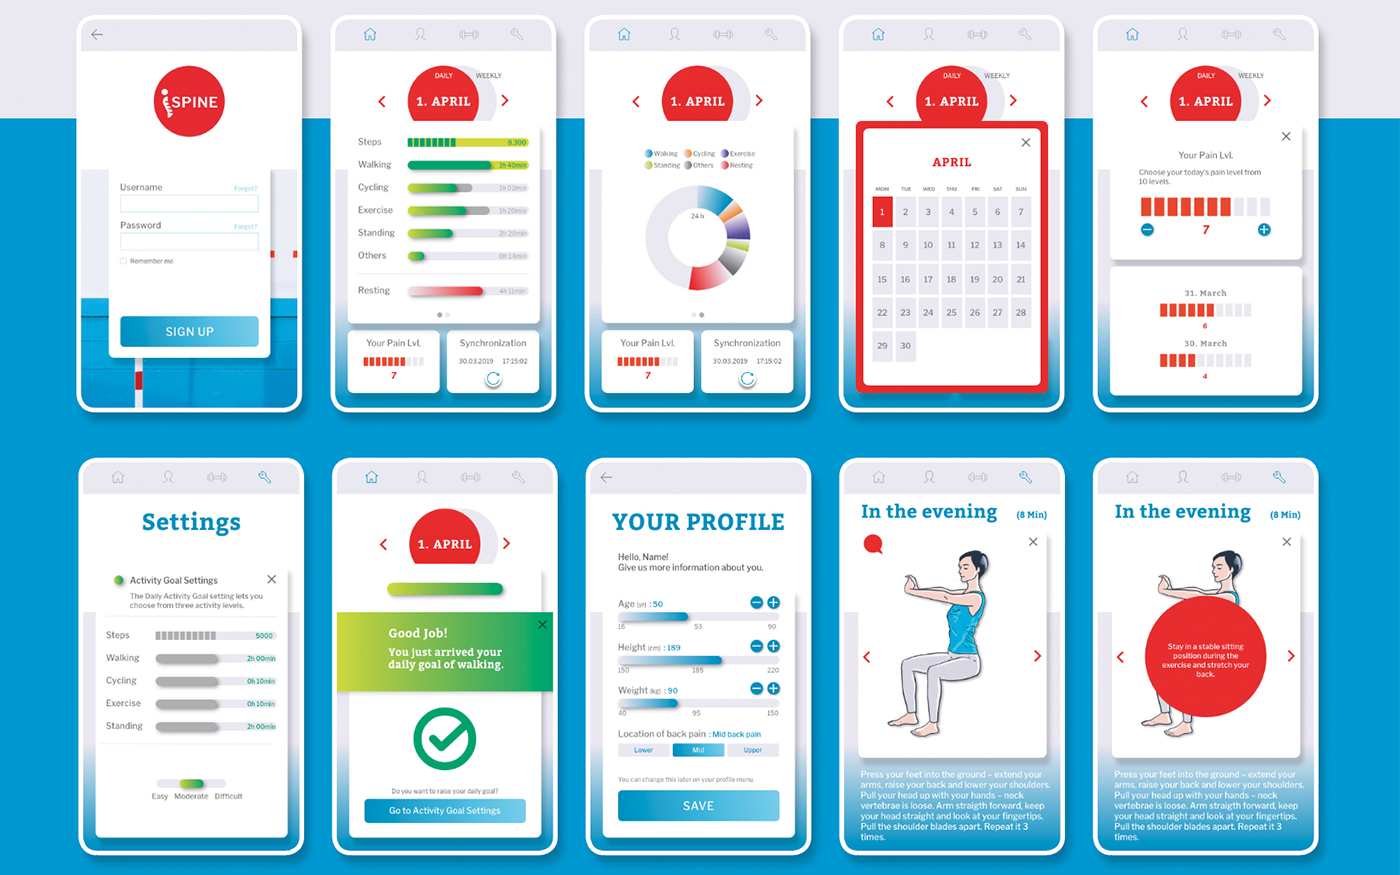 iSPINE
Username
Forgot?
Password
Forgot?
Remember me
SIGN UP
DAILY
WEEKLY
1. APRIL
Steps
8.300
Walking
1h 40min
Cycling
1h 02min
Exercise
1h 20min
Standing
2h 20min
Others
0h 14min
Resting
4h 11min
Your Pain Lvl.
7
Synchronization
30.03.2019 17:15:02
DAILY
WEEKLY
1. APRIL
Walking Cycling Exercise
Standing Others Resting
24 h
Your Pain Lvl.
7
Synchronization
30.03.2019 17:15:02
DAILY
WEEKLY
1. APRIL
APRIL
MON TUE WED THU FRI SAT SUN
1 2 3 4 5 6 7
8 9 10 11 12 13 14
15 16 17 18 19 20 21
22 23 24 25 26 27 28
29 30
DAILY
WEEKLY
1. APRIL
Your Pain Lvl.
Choose your today's pain level from
10 levels.
7
31. March
6
30. March
4
Settings
Activity Goal Settings
The Daily Activity Goal setting lets you
choose from three activity levels.
Steps
5000
Walking
2h 00min
Cycling
0h 10min
Exercise
0h 10min
Standing
2h 00min
Easy Moderate Difficult
1. APRIL
Good Job!
You just arrived your
daily goal of walking.
Do you want to raise your daily goal?
Go to Activity Goal Settings
YOUR PROFILE
Hello, Name!
Give us more information about you.
Age (yr) : 50
16 53 90
Height (cm) : 189
150 185 220
Weight (kg) : 90
40 95 150
Location of back pain : Mid back pain
Lower Mid Upper
You can change this later on your profile menu.
SAVE
In the evening (8 Min)
Press your feet into the ground – extend your
arms, raise your back and lower your shoulders.
Pull your head up with your hands – neck
vertebrae is loose. Arm straigth forward, keep
your head straight and look at your fingertips.
Pull the shoulder blades apart. Repeat it 3
times.
In the evening (8 Min)
Stay in a stable sitting
position during the
exercise and stretch your
back.
Press your feet into the ground – extend your
arms, raise your back and lower your shoulders.
Pull your head up with your hands – neck
vertebrae is loose. Arm straigth forward, keep
your head straight and look at your fingertips.
Pull the shoulder blades apart. Repeat it 3
times.